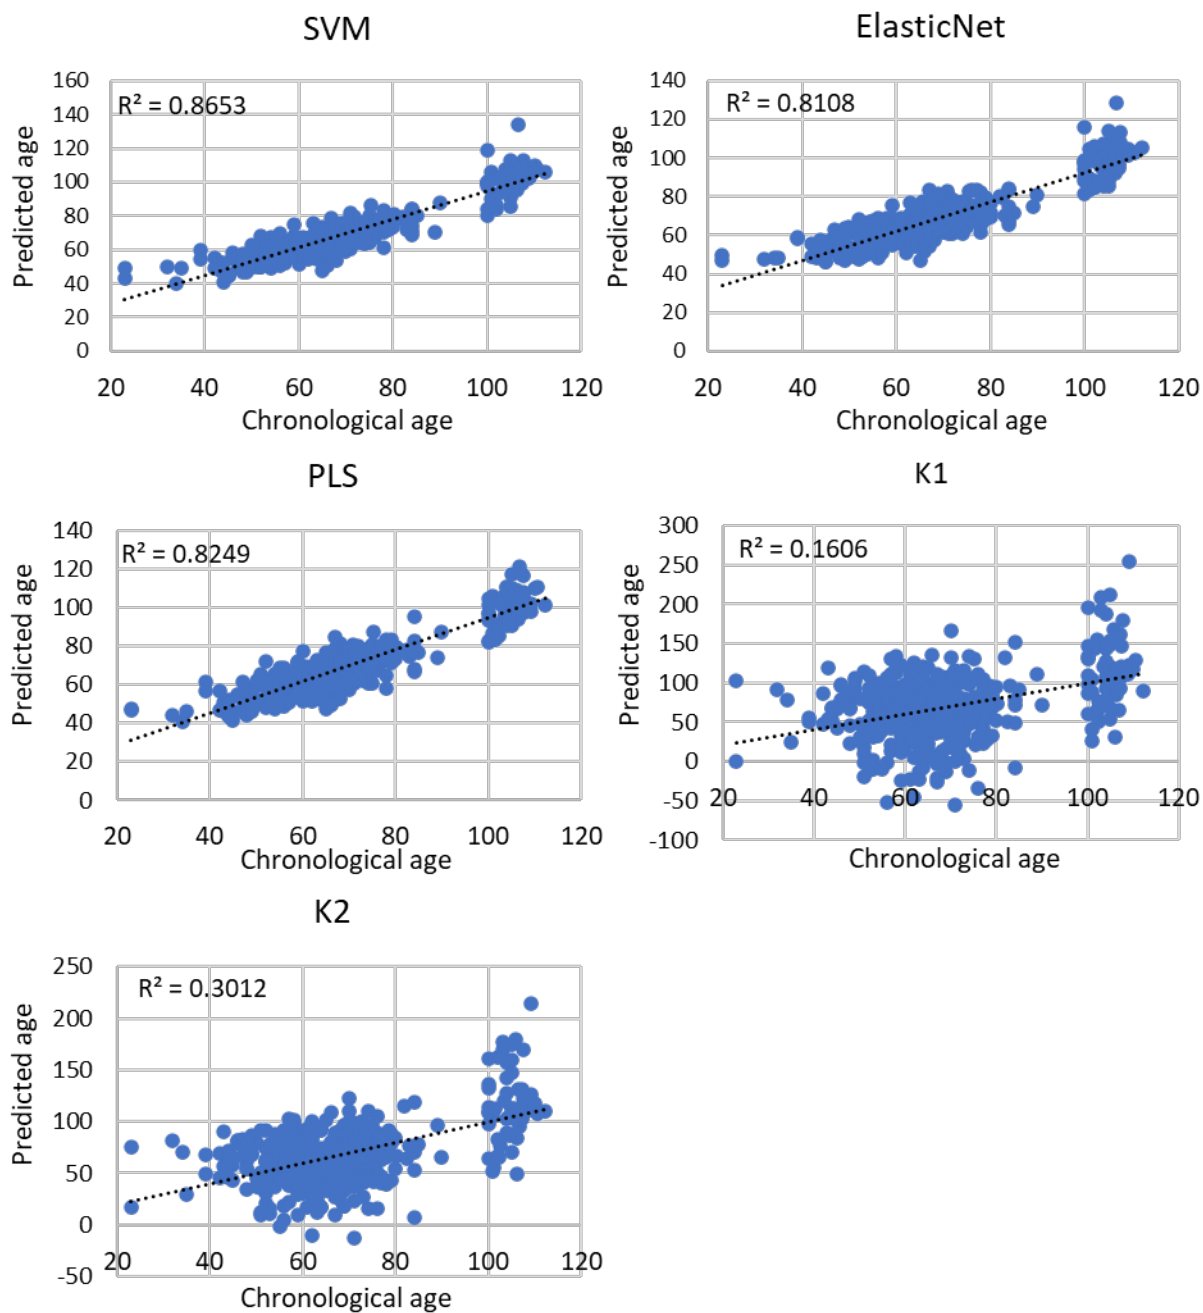 SVM
R² = 0.8653
Predicted age
160
140
120
100
80
60
40
20
0
20 40 60 80 100 120
Chronological age
ElasticNet
R² = 0.8108
Predicted age
140
120
100
80
60
40
20
0
20 40 60 80 100 120
Chronological age
PLS
R² = 0.8249
Predicted age
140
120
100
80
60
40
20
0
20 40 60 80 100 120
Chronological age
K1
R² = 0.1606
Predicted age
300
250
200
150
100
50
0
-50
-100
20 40 60 80 100 120
Chronological age
K2
R² = 0.3012
Predicted age
250
200
150
100
50
0
-50
20 40 60 80 100 120
Chronological age